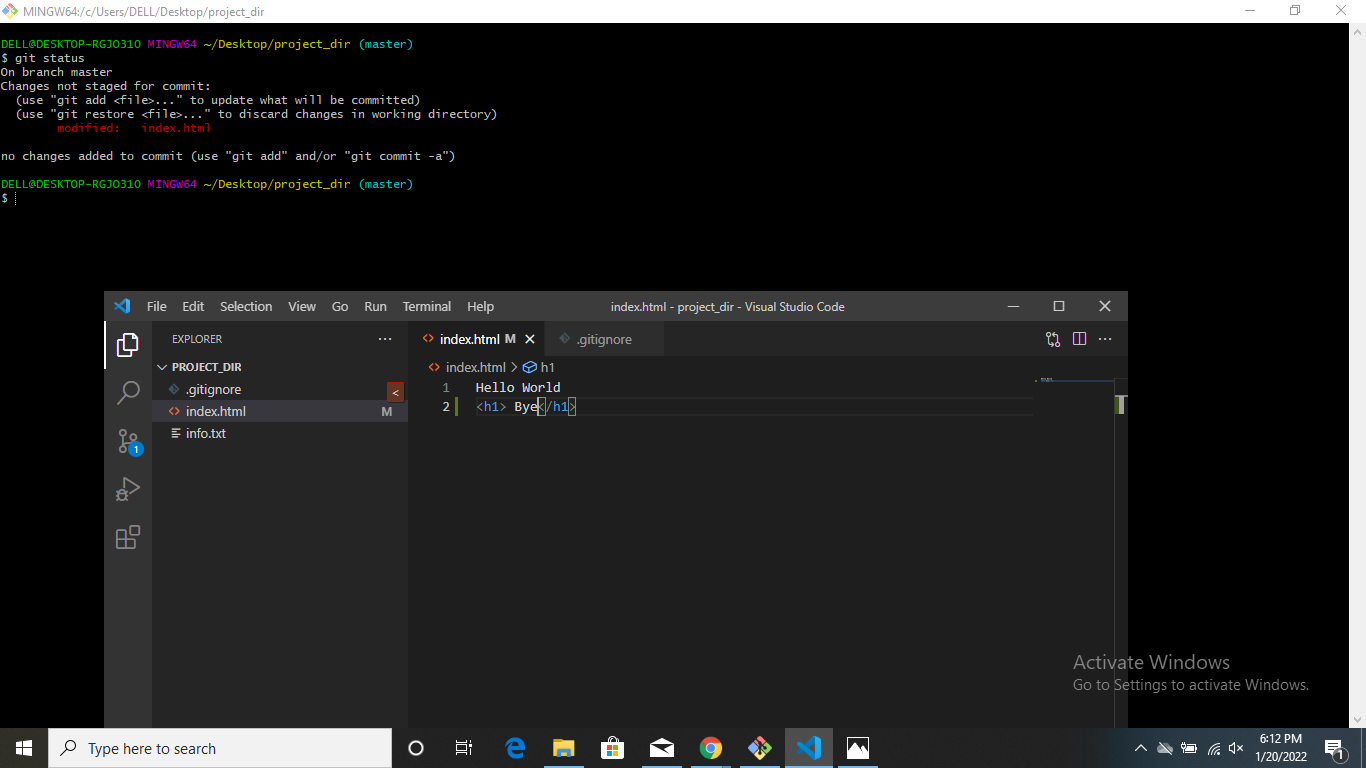 MINGW64:/c/Users/DELL/Desktop/project_dir
DELL@DESKTOP-RGJO31O MINGW64 ~/Desktop/project_dir (master)
$ git status
On branch master
Changes not staged for commit:
(use "git add <file>..." to update what will be committed)
(use "git restore <file>..." to discard changes in working directory)
modified: index.html
no changes added to commit (use "git add" and/or "git commit -a")
DELL@DESKTOP-RGJO31O MINGW64 ~/Desktop/project_dir (master)
$
File Edit Selection View Go Run Terminal Help index.html - project_dir - Visual Studio Code
EXPLORER
PROJECT_DIR
.gitignore
<
index.html M
info.txt
1
index.html M .gitignore
index.html > h1
1 Hello World
2 <h1> Bye</h1>
Activate Windows
Go to Settings to activate Windows.
Type here to search
6:12 PM
1/20/2022
1